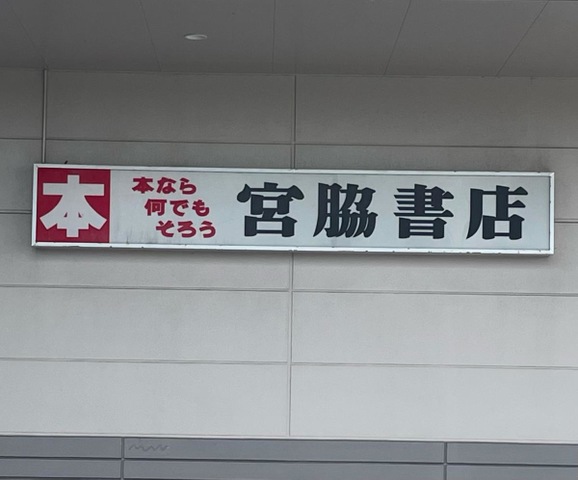 本
本なら
何でも
そろう
宮脇書店